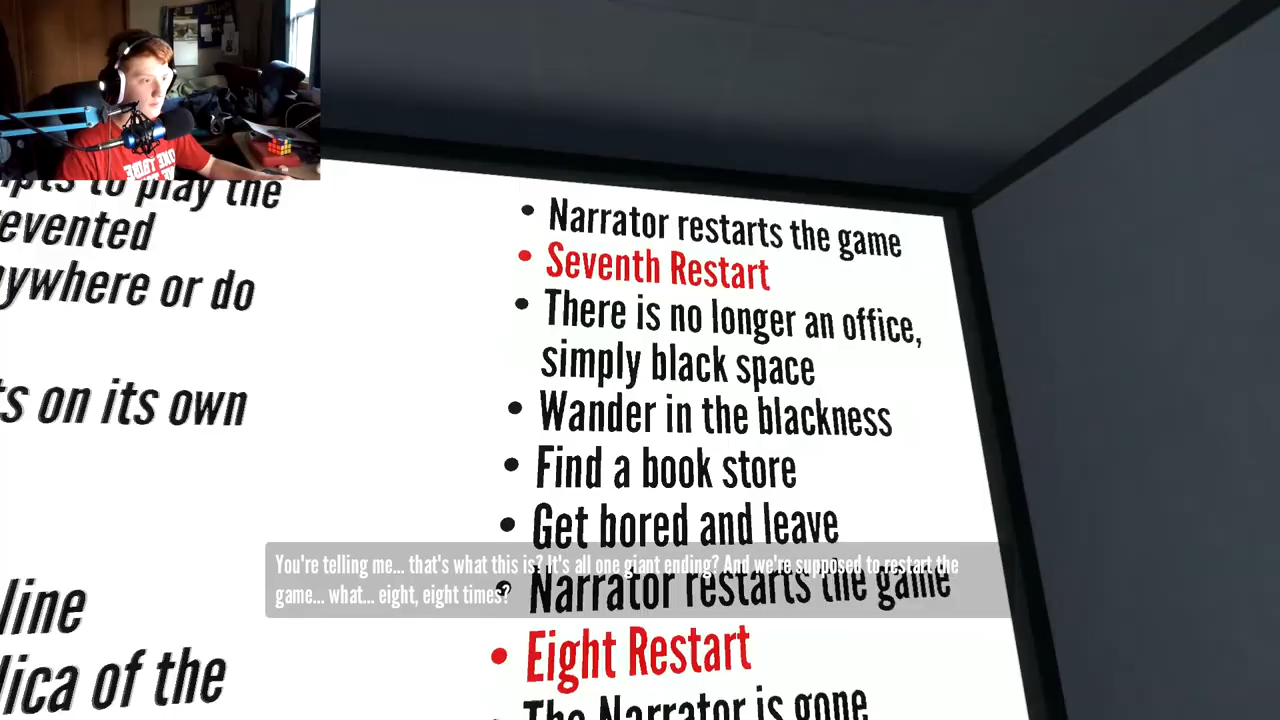 ipts to play the
revented
nywhere or do
ts on its own
line
lica of the
• Narrator restarts the game
• Seventh Restart
• There is no longer an office,
simply black space
• Wander in the blackness
• Find a book store
• Get bored and leave
• Narrator restarts the game
• Eight Restart
The Narrator is gone
You're telling me... that's what this is? It's all one giant ending? And we're supposed to restart the
game... what... eight, eight times?